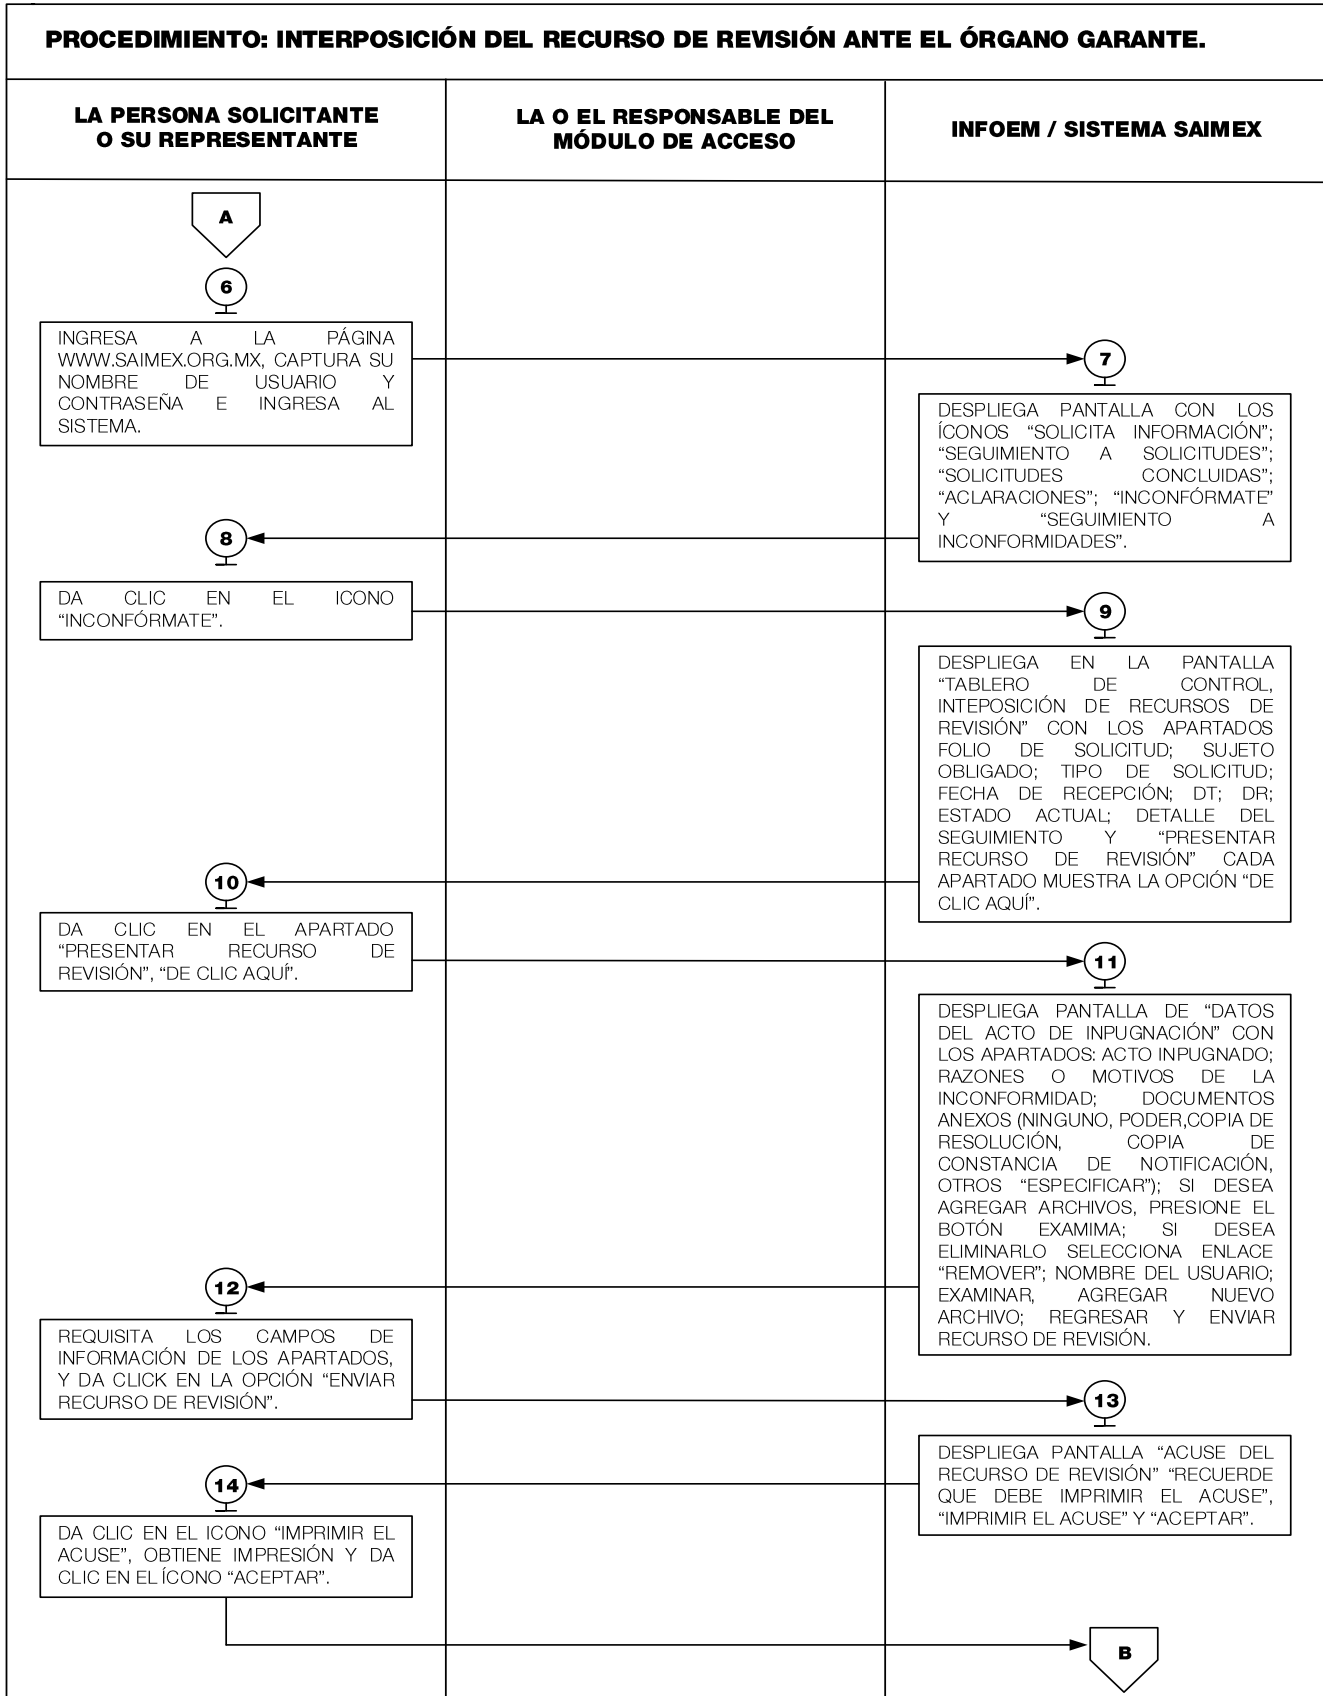 PROCEDIMIENTO: INTERPOSICIÓN DEL RECURSO DE REVISIÓN ANTE EL ÓRGANO GARANTE.
LA PERSONA SOLICITANTE
O SU REPRESENTANTE
LA O EL RESPONSABLE DEL
MÓDULO DE ACCESO
INFOEM / SISTEMA SAIMEX
A
6
INGRESA A LA PÁGINA
WWW.SAIMEX.ORG.MX, CAPTURA SU
NOMBRE DE USUARIO Y
CONTRASEÑA E INGRESA AL
SISTEMA.
7
DESPLIEGA PANTALLA CON LOS
ÍCONOS “SOLICITA INFORMACIÓN”;
“SEGUIMIENTO A SOLICITUDES”;
“SOLICITUDES CONCLUIDAS”;
“ACLARACIONES”; “INCONFÓRMATE”
Y “SEGUIMIENTO A
INCONFORMIDADES”.
8
DA CLIC EN EL ICONO
“INCONFÓRMATE”.
9
DESPLIEGA EN LA PANTALLA
“TABLERO DE CONTROL,
INTEPOSICIÓN DE RECURSOS DE
REVISIÓN” CON LOS APARTADOS
FOLIO DE SOLICITUD; SUJETO
OBLIGADO; TIPO DE SOLICITUD;
FECHA DE RECEPCIÓN; DT; DR;
ESTADO ACTUAL; DETALLE DEL
SEGUIMIENTO Y “PRESENTAR
RECURSO DE REVISIÓN” CADA
APARTADO MUESTRA LA OPCIÓN “DE
CLIC AQUÍ”.
10
DA CLIC EN EL APARTADO
“PRESENTAR RECURSO DE
REVISIÓN”, “DE CLIC AQUÍ”.
11
DESPLIEGA PANTALLA DE “DATOS
DEL ACTO DE INPUGNACIÓN” CON
LOS APARTADOS: ACTO INPUGNADO;
RAZONES O MOTIVOS DE LA
INCONFORMIDAD; DOCUMENTOS
ANEXOS (NINGUNO, PODER,COPIA DE
RESOLUCIÓN, COPIA DE
CONSTANCIA DE NOTIFICACIÓN,
OTROS “ESPECIFICAR”); SI DESEA
AGREGAR ARCHIVOS, PRESIONE EL
BOTÓN EXAMIMA; SI DESEA
ELIMINARLO SELECCIONA ENLACE
“REMOVER”; NOMBRE DEL USUARIO;
EXAMINAR, AGREGAR NUEVO
ARCHIVO; REGRESAR Y ENVIAR
RECURSO DE REVISIÓN.
12
REQUISITA LOS CAMPOS DE
INFORMACIÓN DE LOS APARTADOS,
Y DA CLICK EN LA OPCIÓN “ENVIAR
RECURSO DE REVISIÓN”.
13
DESPLIEGA PANTALLA “ACUSE DEL
RECURSO DE REVISIÓN” “RECUERDE
QUE DEBE IMPRIMIR EL ACUSE”,
“IMPRIMIR EL ACUSE” Y “ACEPTAR”.
14
DA CLIC EN EL ICONO “IMPRIMIR EL
ACUSE”, OBTIENE IMPRESIÓN Y DA
CLIC EN EL ÍCONO “ACEPTAR”.
B